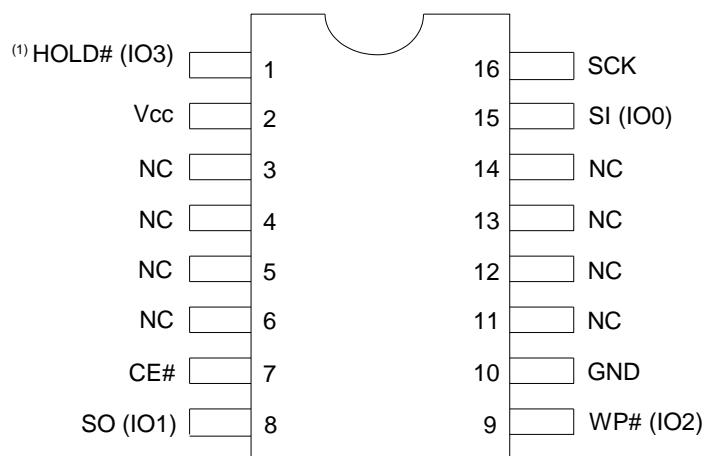 (1) HOLD# (IO3) 1 16 SCK
Vcc 2 15 SI (IO0)
NC 3 14 NC
NC 4 13 NC
NC 5 12 NC
NC 6 11 NC
CE# 7 10 GND
SO (IO1) 8 9 WP# (IO2)